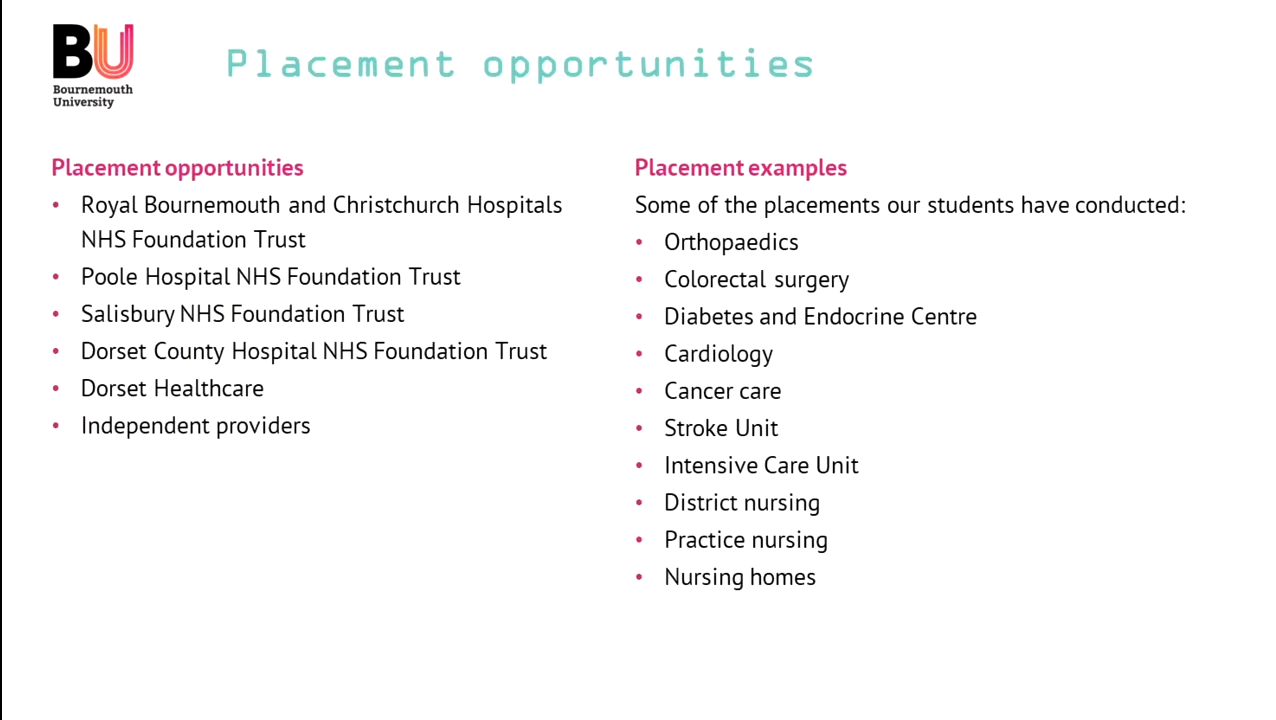 BU
Bournemouth
University
Placement opportunities
Placement opportunities
• Royal Bournemouth and Christchurch Hospitals
NHS Foundation Trust
• Poole Hospital NHS Foundation Trust
• Salisbury NHS Foundation Trust
• Dorset County Hospital NHS Foundation Trust
• Dorset Healthcare
• Independent providers
Placement examples
Some of the placements our students have conducted:
• Orthopaedics
• Colorectal surgery
• Diabetes and Endocrine Centre
• Cardiology
• Cancer care
• Stroke Unit
• Intensive Care Unit
• District nursing
• Practice nursing
• Nursing homes